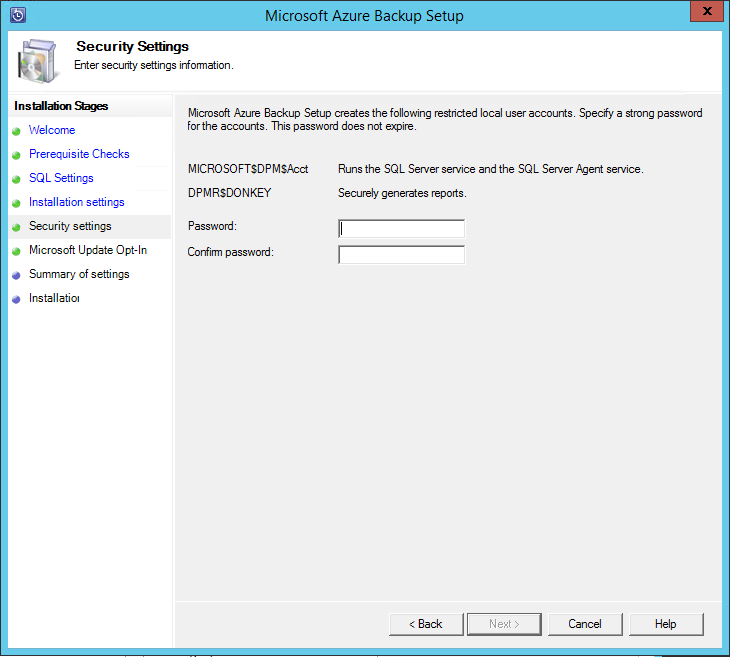 Microsoft Azure Backup Setup
X
Security Settings
Enter security settings information.
Installation Stages
Welcome
Prerequisite Checks
SQL Settings
Installation settings
Security settings
Microsoft Update Opt-In
Summary of settings
Installation
Microsoft Azure Backup Setup creates the following restricted local user accounts. Specify a strong password
for the accounts. This password does not expire.
MICROSOFT$DPM$Acct Runs the SQL Server service and the SQL Server Agent service.
DPMR$DONKEY Securely generates reports.
Password:
Confirm password:
< Back Next > Cancel Help